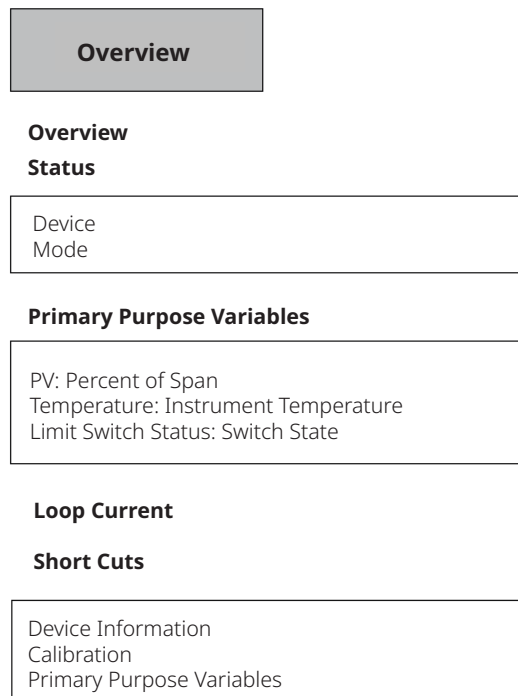 Overview
Overview
Status
Device
Mode
Primary Purpose Variables
PV: Percent of Span
Temperature: Instrument Temperature
Limit Switch Status: Switch State
Loop Current
Short Cuts
Device Information
Calibration
Primary Purpose Variables